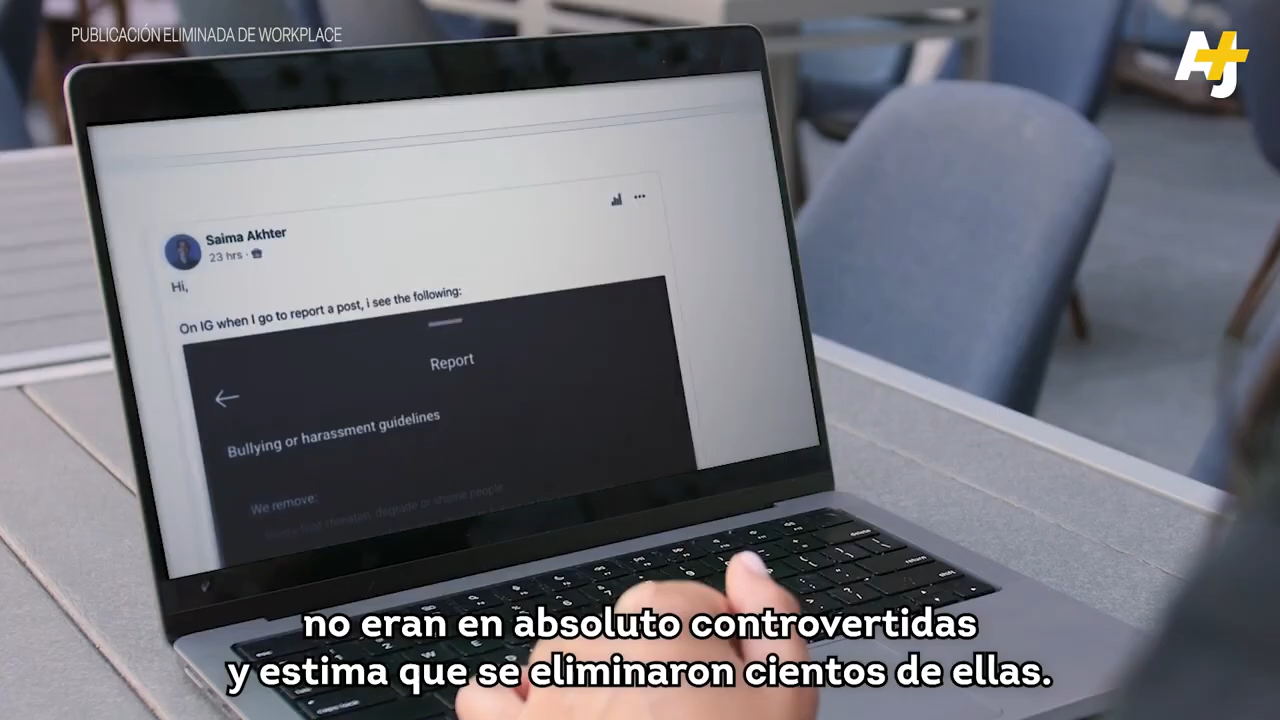 PUBLICACIÓN ELIMINADA DE WORKPLACE
AJ+
Saima Akhter
23 hrs ·
Hi,
On IG when I go to report a post, i see the following:
Report
Bullying or harassment guidelines
We remove:
no eran en absoluto controvertidas
y estima que se eliminaron cientos de ellas.